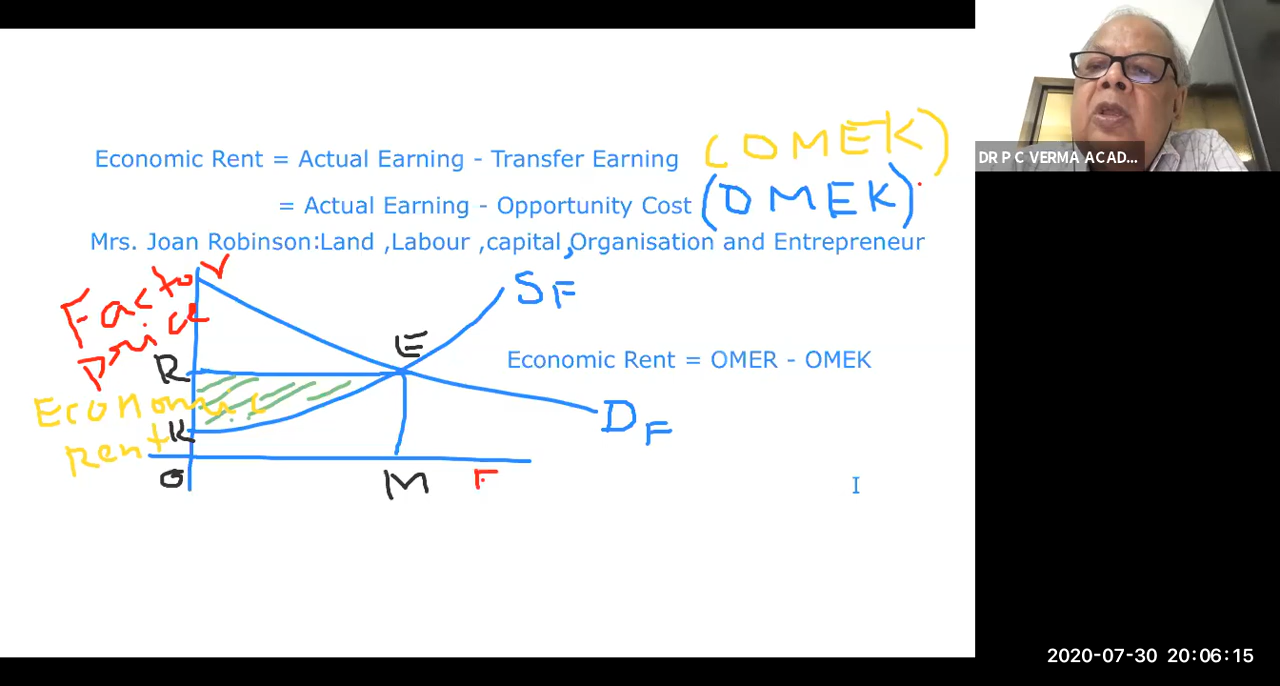 Economic Rent = Actual Earning - Transfer Earning (OMEK)
= Actual Earning - Opportunity Cost (OMEK)
Mrs. Joan Robinson:Land ,Labour ,capital,Organisation and Entrepreneur
Factor
Price
SF
E
R
Economic Rent = OMER - OMEK
Economic
Rent
K
DF
O
M
F
DR P C VERMA ACAD...
2020-07-30 20:06:15